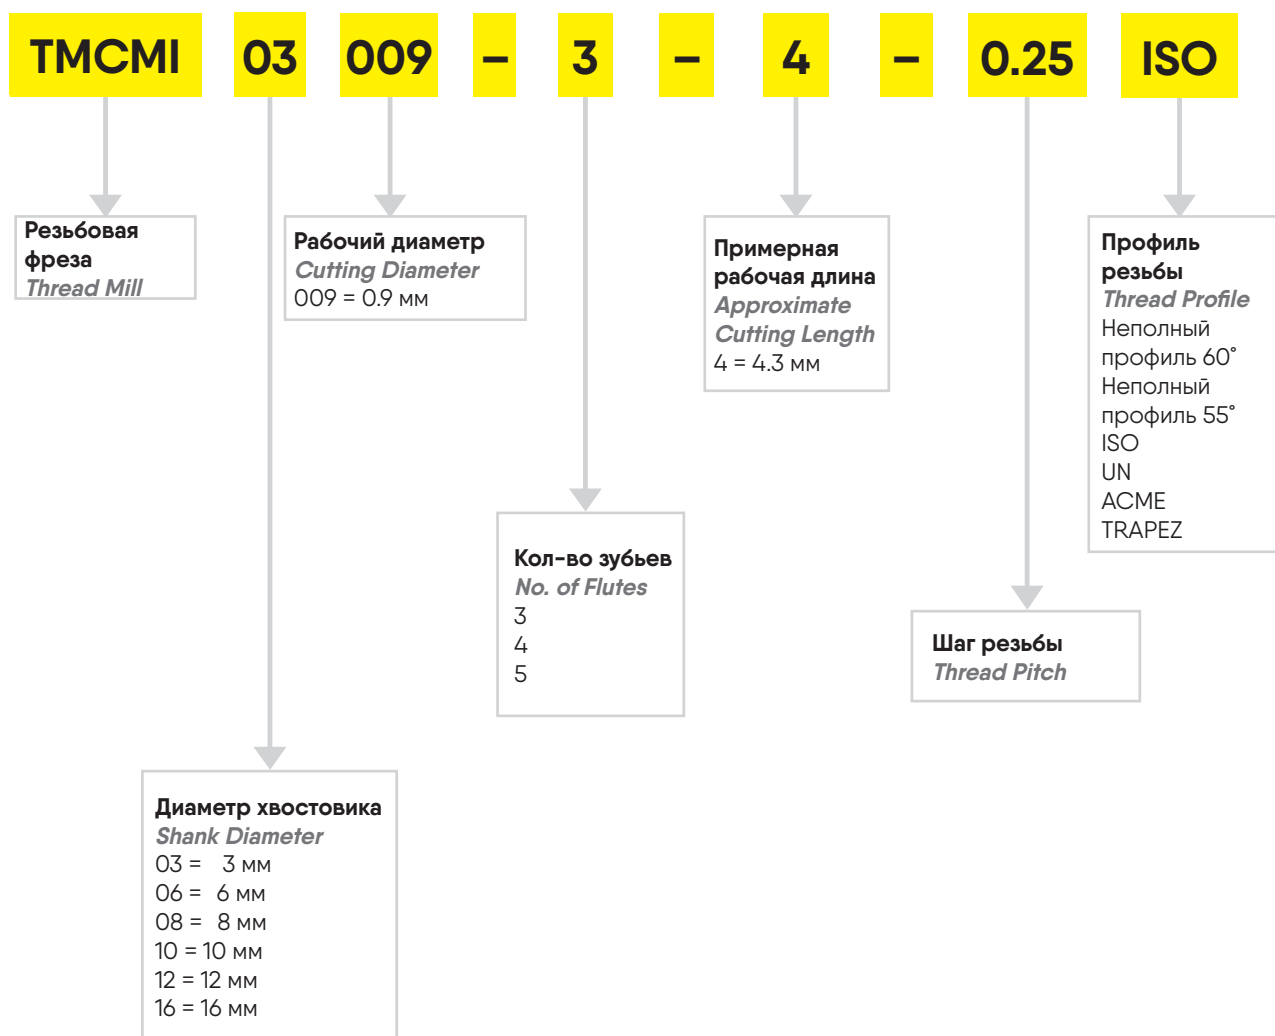 TMCMI 03 009 – 3 – 4 – 0.25 ISO
Резьбовая
фреза
Thread Mill
Рабочий диаметр
Cutting Diameter
009 = 0.9 мм
Примерная
рабочая длина
Approximate
Cutting Length
4 = 4.3 мм
Профиль
резьбы
Thread Profile
Неполный
профиль 60°
Неполный
профиль 55°
ISO
UN
ACME
TRAPEZ
Кол-во зубьев
No. of Flutes
3
4
5
Шаг резьбы
Thread Pitch
Диаметр хвостовика
Shank Diameter
03 = 3 мм
06 = 6 мм
08 = 8 мм
10 = 10 мм
12 = 12 мм
16 = 16 мм